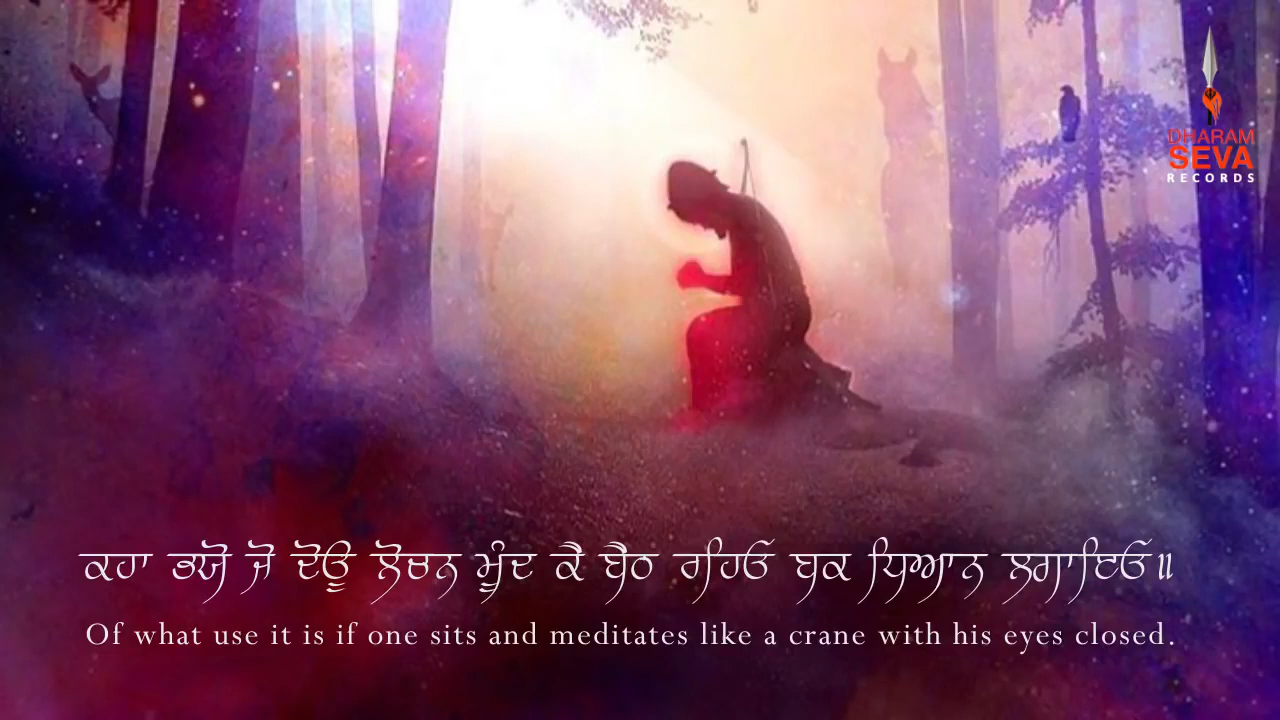 DHARAM
SEVA
RECORDS
ਕਹਾ ਭਯੋ ਜੋ ਦੋਊ ਲੋਚਨ ਮੂੰਦ ਕੈ ਬੈਠ ਰਹਿਓ ਬਕ ਧਿਆਨ ਲਗਾਇਓ॥
Of what use it is if one sits and meditates like a crane with his eyes closed.